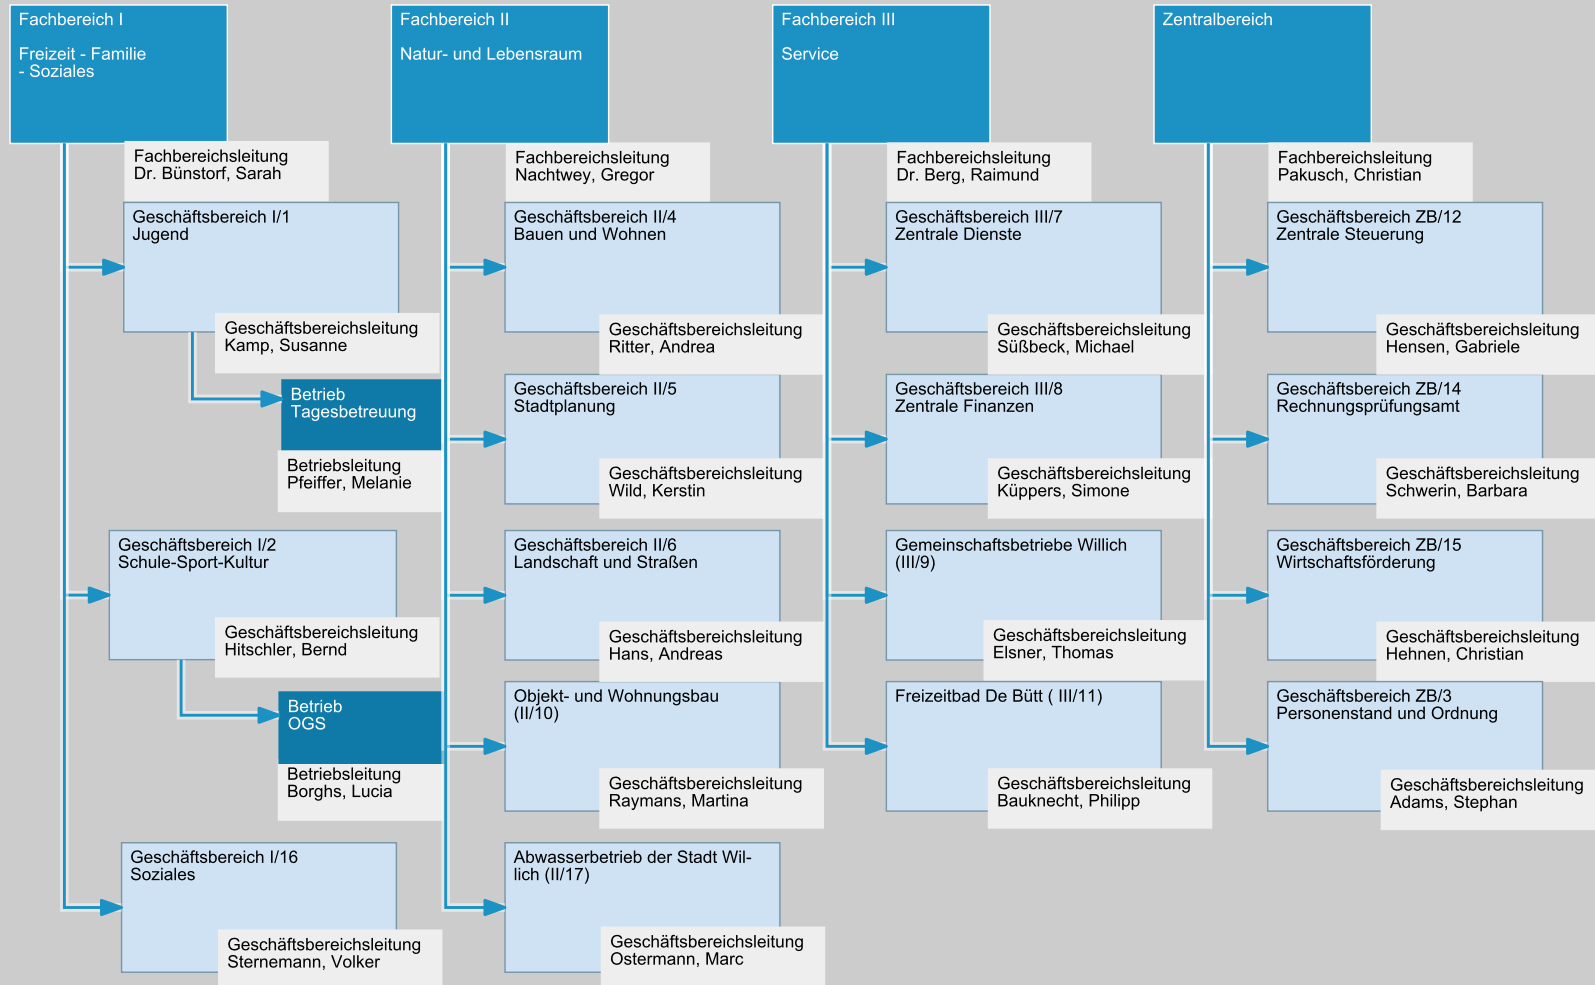 Fachbereich I
Freizeit - Familie
- Soziales
Fachbereichsleitung
Dr. Bünstorf, Sarah
Geschäftsbereich I/1
Jugend
Geschäftsbereichsleitung
Kamp, Susanne
Betrieb
Tagesbetreuung
Betriebsleitung
Pfeiffer, Melanie
Geschäftsbereich I/2
Schule-Sport-Kultur
Geschäftsbereichsleitung
Hitschler, Bernd
Betrieb
OGS
Betriebsleitung
Borghs, Lucia
Geschäftsbereich I/16
Soziales
Geschäftsbereichsleitung
Sternemann, Volker
Fachbereich II
Natur- und Lebensraum
Fachbereichsleitung
Nachtwey, Gregor
Geschäftsbereich II/4
Bauen und Wohnen
Geschäftsbereichsleitung
Ritter, Andrea
Geschäftsbereich II/5
Stadtplanung
Geschäftsbereichsleitung
Wild, Kerstin
Geschäftsbereich II/6
Landschaft und Straßen
Geschäftsbereichsleitung
Hans, Andreas
Objekt- und Wohnungsbau
(II/10)
Geschäftsbereichsleitung
Raymans, Martina
Abwasserbetrieb der Stadt Wil-
lich (II/17)
Geschäftsbereichsleitung
Ostermann, Marc
Fachbereich III
Service
Fachbereichsleitung
Dr. Berg, Raimund
Geschäftsbereich III/7
Zentrale Dienste
Geschäftsbereichsleitung
Süßbeck, Michael
Geschäftsbereich III/8
Zentrale Finanzen
Geschäftsbereichsleitung
Küppers, Simone
Gemeinschaftsbetriebe Willich
(III/9)
Geschäftsbereichsleitung
Elsner, Thomas
Freizeitbad De Bütt ( III/11)
Geschäftsbereichsleitung
Bauknecht, Philipp
Zentralbereich
Fachbereichsleitung
Pakusch, Christian
Geschäftsbereich ZB/12
Zentrale Steuerung
Geschäftsbereichsleitung
Hensen, Gabriele
Geschäftsbereich ZB/14
Rechnungsprüfungsamt
Geschäftsbereichsleitung
Schwerin, Barbara
Geschäftsbereich ZB/15
Wirtschaftsförderung
Geschäftsbereichsleitung
Hehnen, Christian
Geschäftsbereich ZB/3
Personenstand und Ordnung
Geschäftsbereichsleitung
Adams, Stephan